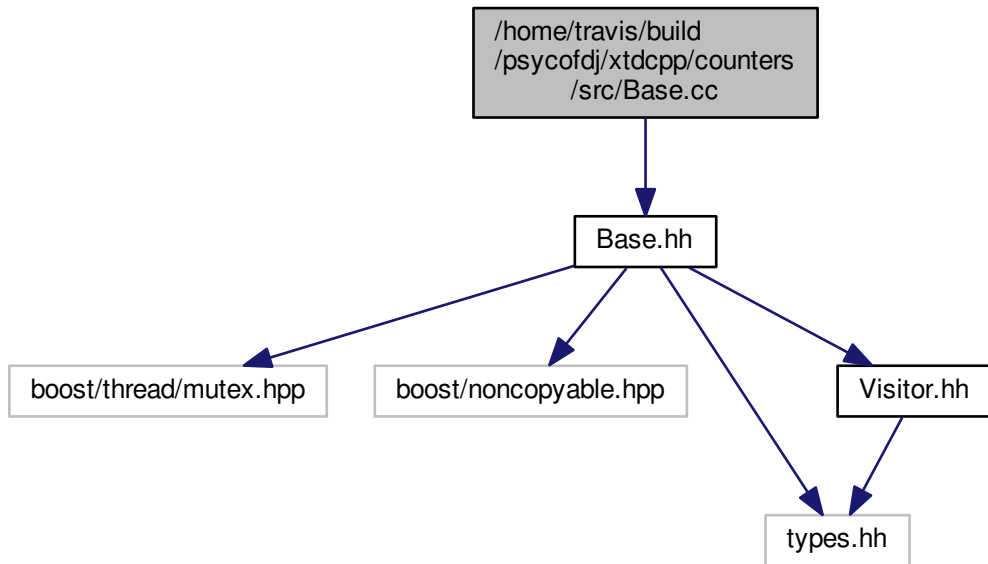 /home/travis/build
/psycofdj/xtdcpp/counters
/src/Base.cc
Base.hh
boost/thread/mutex.hpp
boost/noncopyable.hpp
Visitor.hh
types.hh